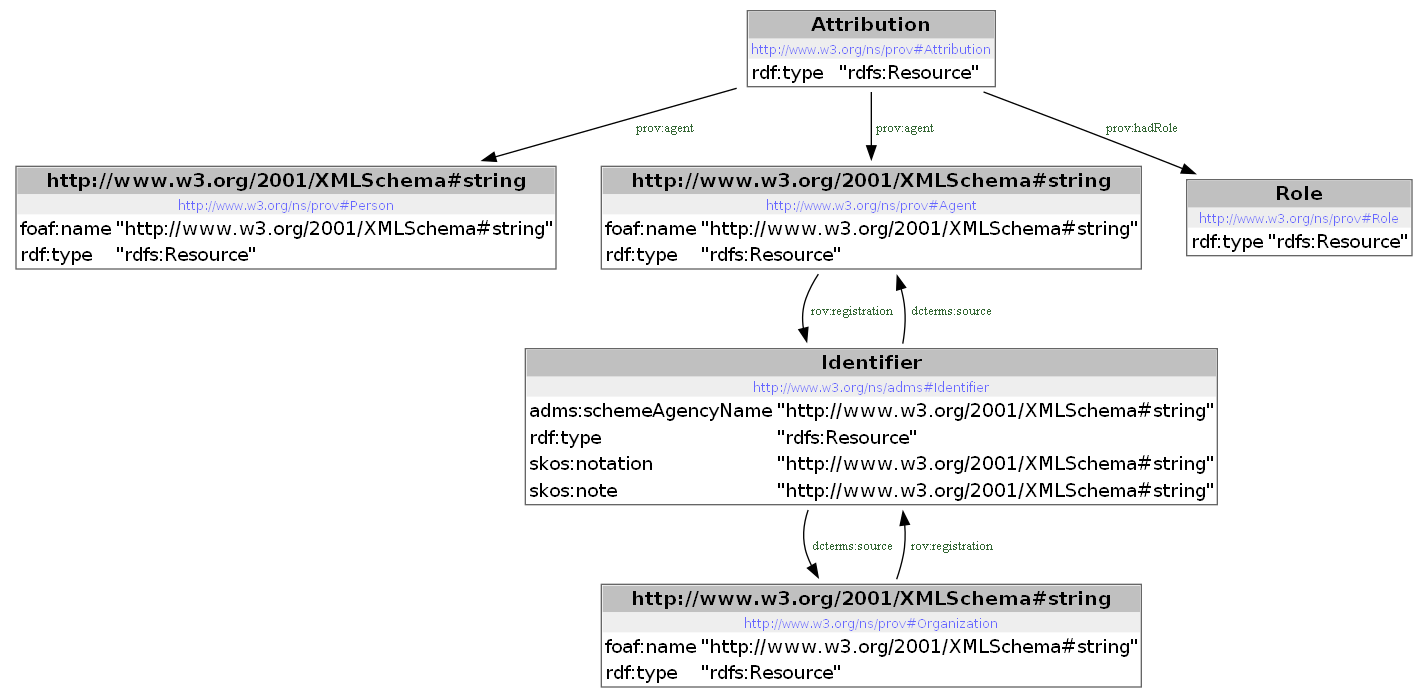 Attribution
http://www.w3.org/ns/prov#Attribution
rdf:type "rdfs:Resource"
prov:agent
prov:agent
prov:hadRole
http://www.w3.org/2001/XMLSchema#string
http://www.w3.org/ns/prov#Person
foaf:name "http://www.w3.org/2001/XMLSchema#string"
rdf:type "rdfs:Resource"
http://www.w3.org/2001/XMLSchema#string
http://www.w3.org/ns/prov#Agent
foaf:name "http://www.w3.org/2001/XMLSchema#string"
rdf:type "rdfs:Resource"
Role
http://www.w3.org/ns/prov#Role
rdf:type "rdfs:Resource"
rov:registration
dcterms:source
Identifier
http://www.w3.org/ns/adms#Identifier
adms:schemeAgencyName "http://www.w3.org/2001/XMLSchema#string"
rdf:type "rdfs:Resource"
skos:notation "http://www.w3.org/2001/XMLSchema#string"
skos:note "http://www.w3.org/2001/XMLSchema#string"
dcterms:source
rov:registration
http://www.w3.org/2001/XMLSchema#string
http://www.w3.org/ns/prov#Organization
foaf:name "http://www.w3.org/2001/XMLSchema#string"
rdf:type "rdfs:Resource"